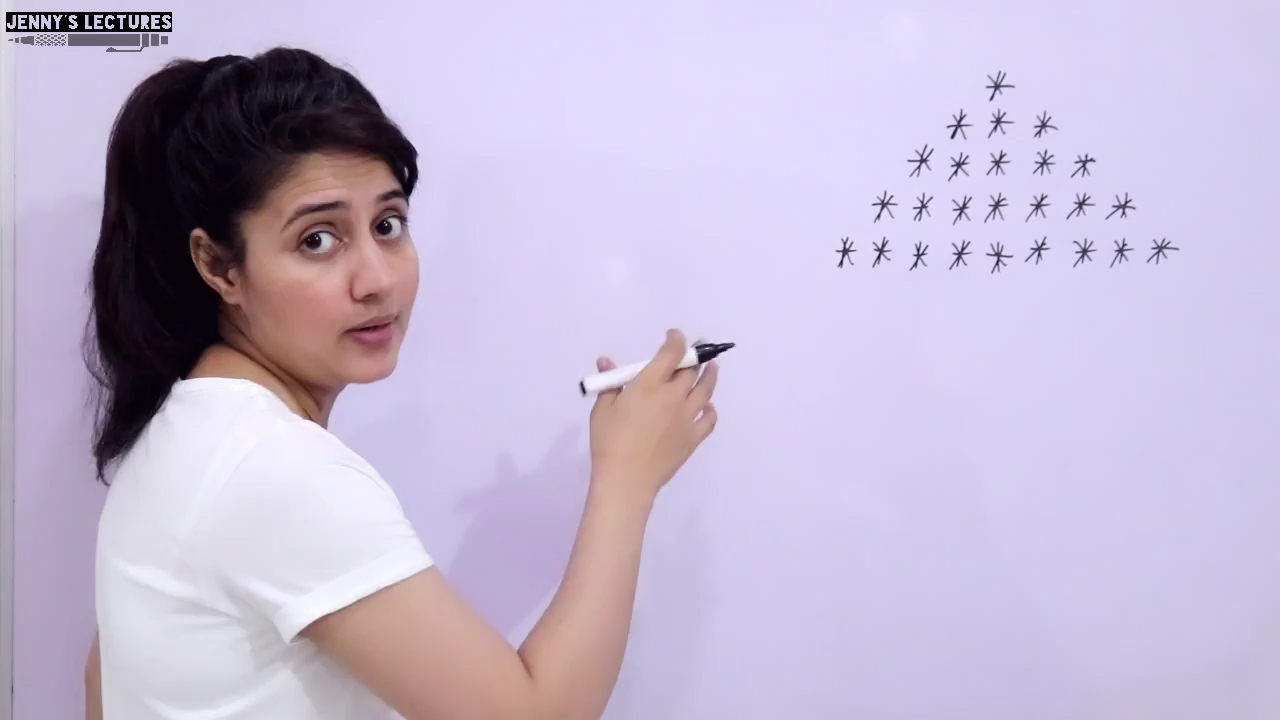 JENNY'S LECTURES
*
* * *
* * * * *
* * * * * * *
* * * * * * * * *